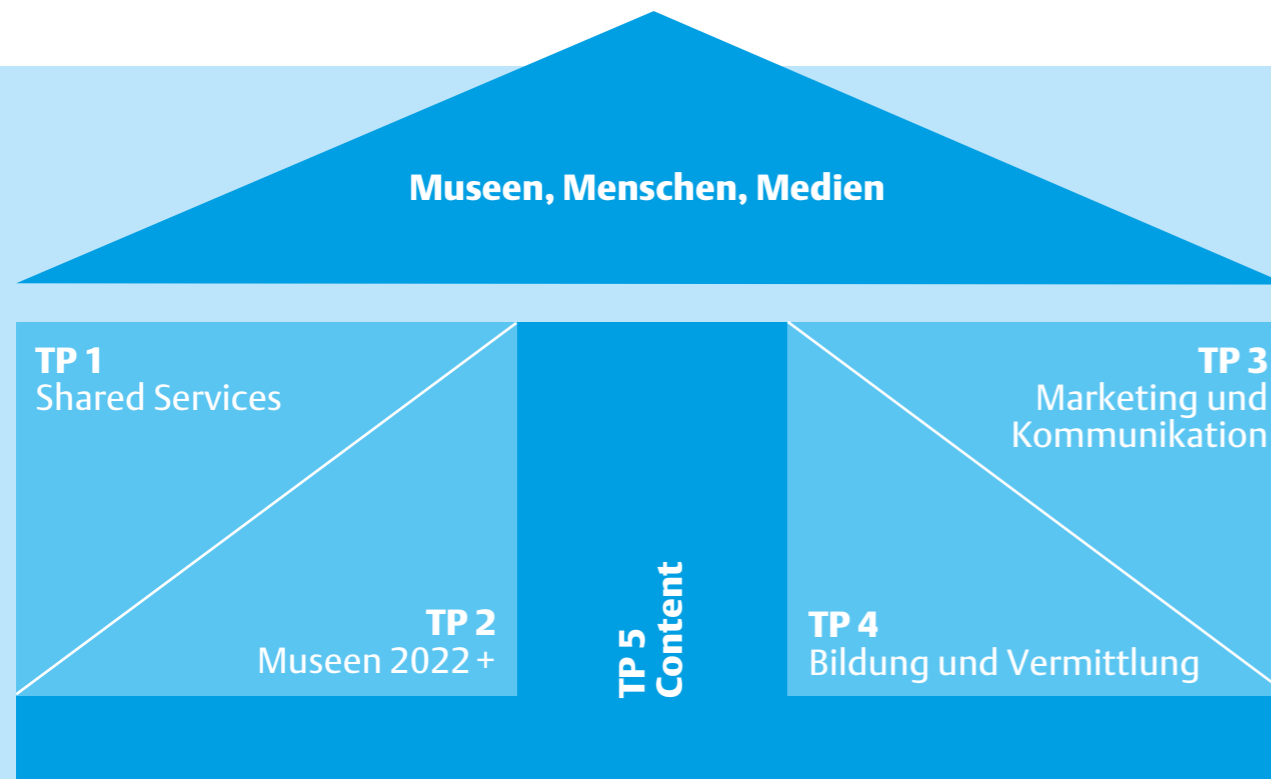 Museen, Menschen, Medien
TP 1
Shared Services
TP 2
Museen 2022 +
TP 5
Content
TP 3
Marketing und
Kommunikation
TP 4
Bildung und Vermittlung